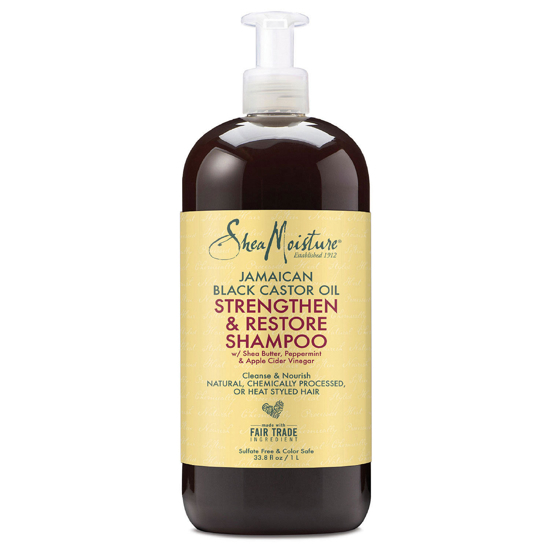 SheaMoisture®
Established 1912
JAMAICAN
BLACK CASTOR OIL
STRENGTHEN
& RESTORE
SHAMPOO
w/ Shea Butter, Peppermint
& Apple Cider Vinegar
Cleanse & Nourish
NATURAL, CHEMICALLY PROCESSED,
OR HEAT STYLED HAIR
made with
FAIR TRADE
INGREDIENT
Sulfate Free & Color Safe
33.8 fl oz / 1 L